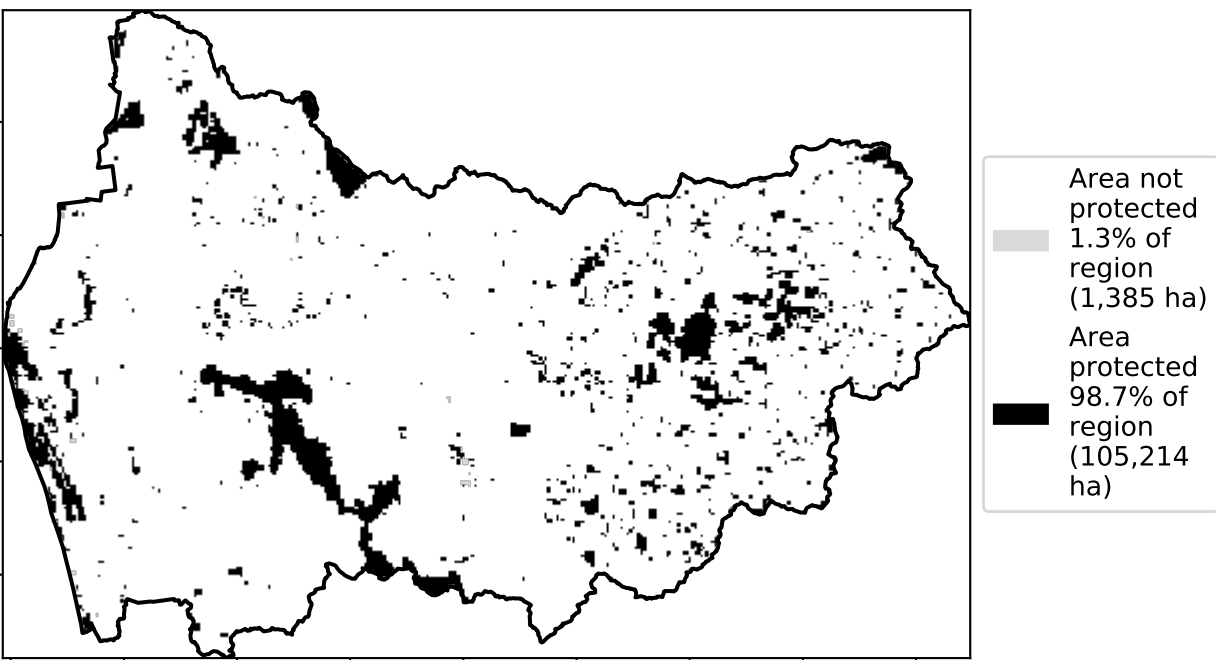 Area not
protected
1.3% of
region
(1,385 ha)
Area
protected
98.7% of
region
(105,214
ha)